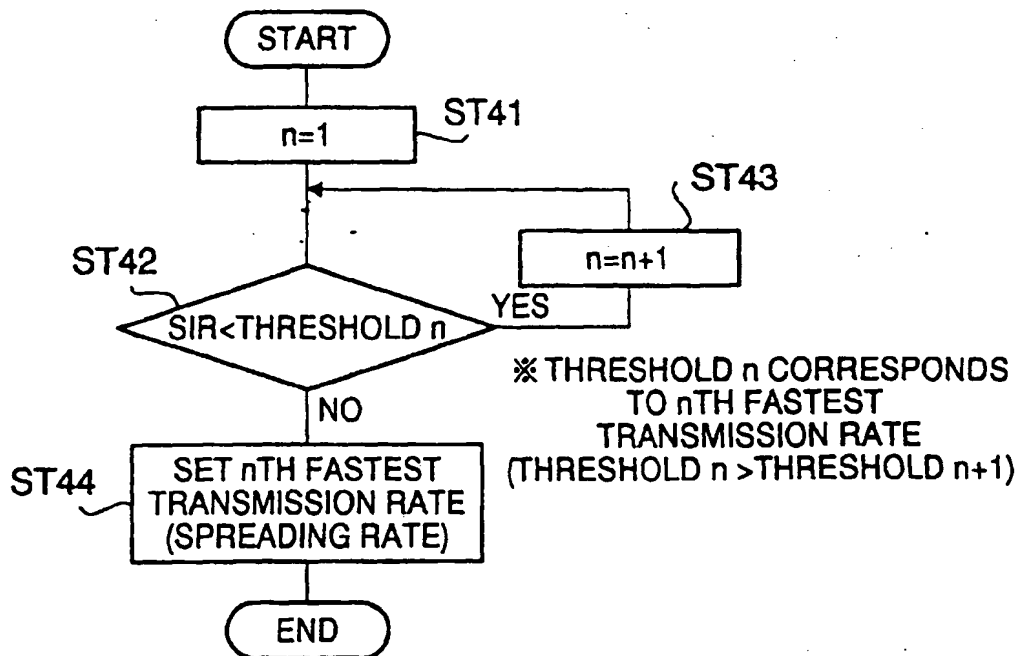 START
n=1
ST41
ST43
n=n+1
ST42
SIR<THRESHOLD n
YES
NO
※ THRESHOLD n CORRESPONDS
TO nTH FASTEST
TRANSMISSION RATE
(THRESHOLD n >THRESHOLD n+1)
ST44
SET nTH FASTEST
TRANSMISSION RATE
(SPREADING RATE)
END